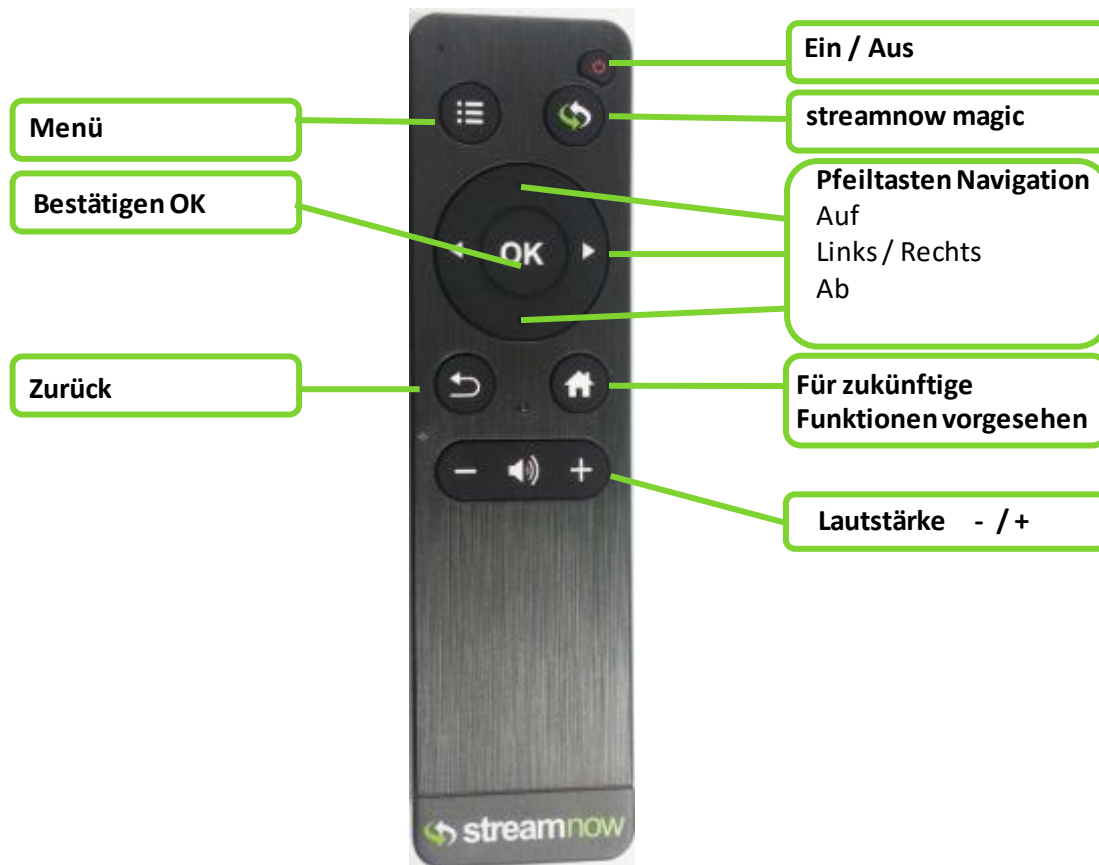 Ein / Aus
Menü
streamnow magic
Bestätigen OK
Pfeiltasten Navigation
Auf
Links / Rechts
Ab
OK
Zurück
Für zukünftige
Funktionen vorgesehen
- +
Lautstärke - / +
streamnow